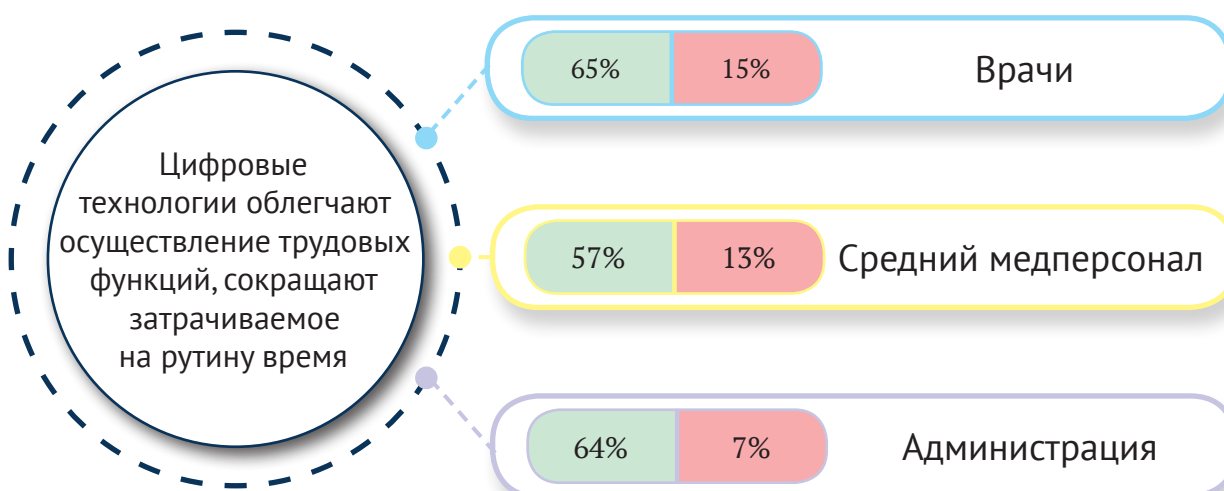 Цифровые
технологии облегчают
осуществление трудовых
функций, сокращают
затрачиваемое
на рутину время
65% 15% Врачи
57% 13% Средний медперсонал
64% 7% Администрация